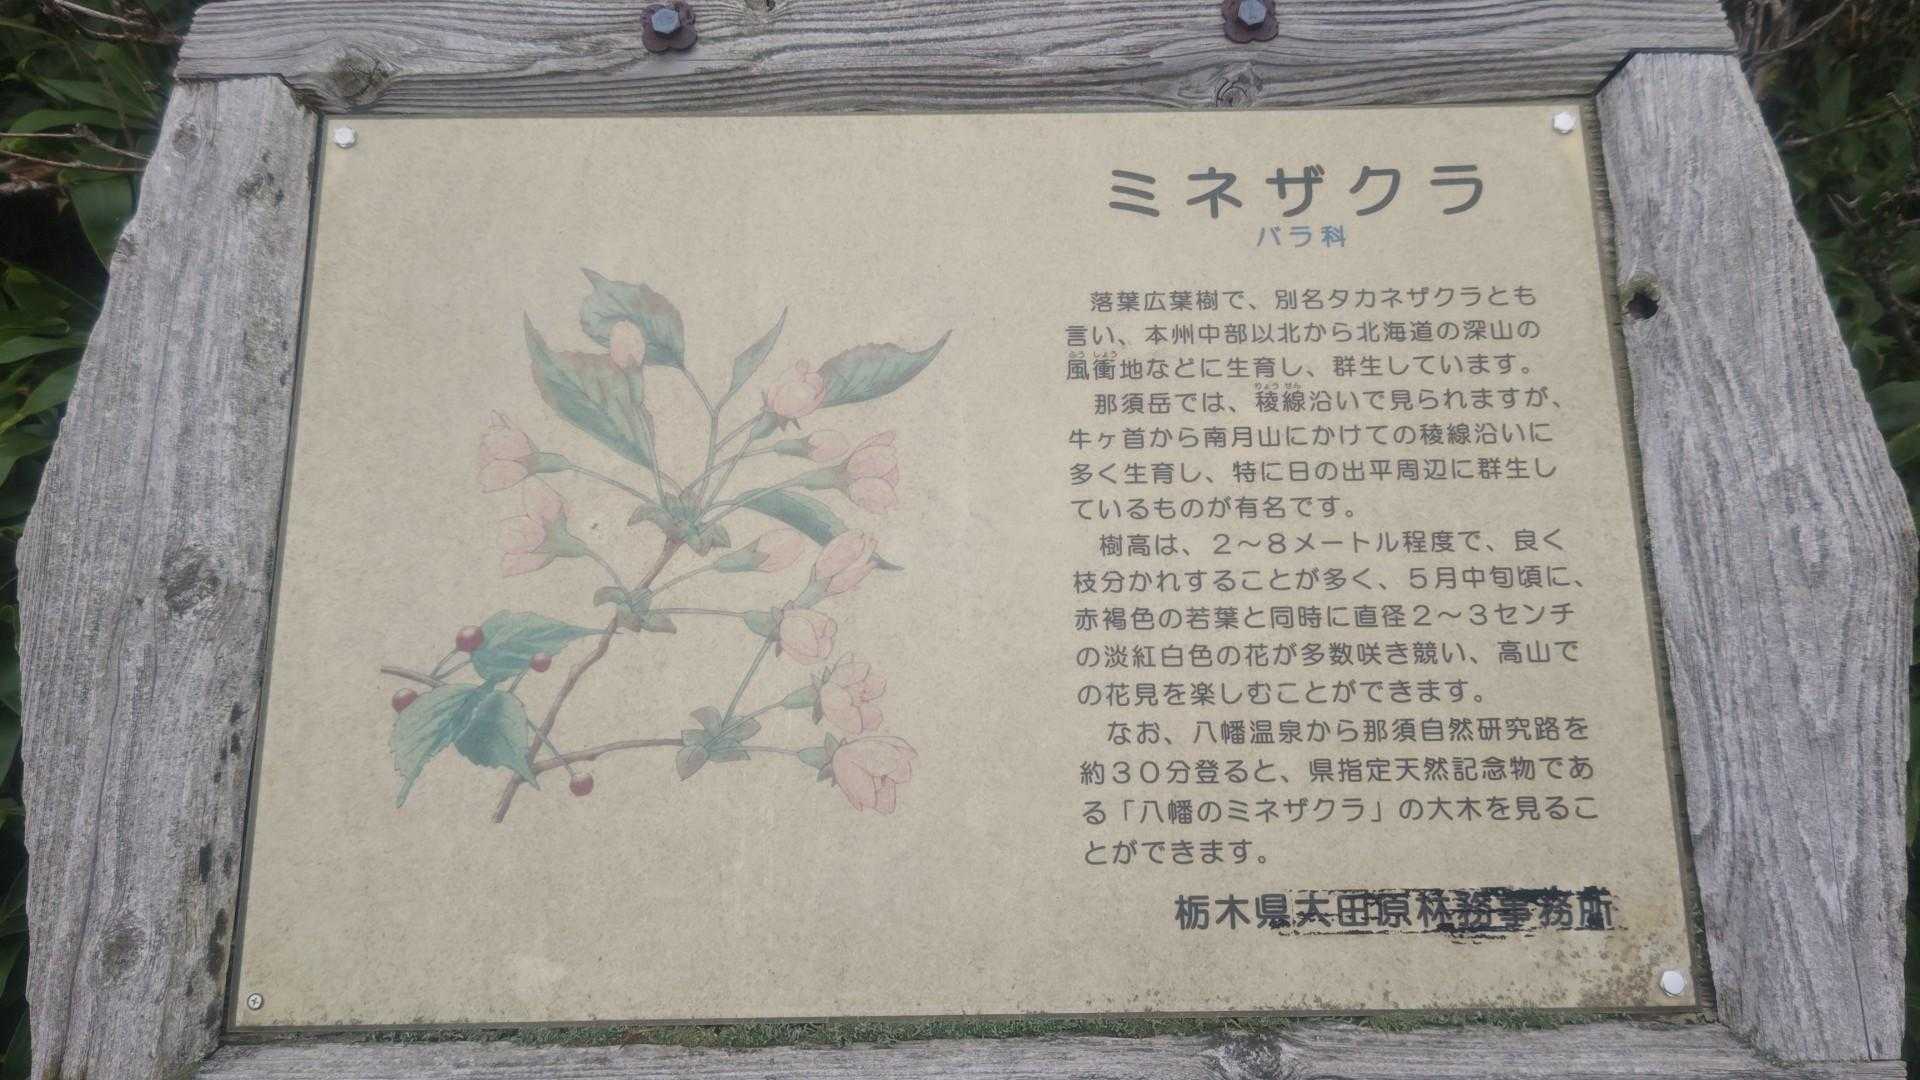 ミネザクラ
バラ科
落葉広葉樹で、別名タカネザクラとも
言い、本州中部以北から北海道の深山の
風衝地などに生育し、群生しています。
那須岳では、稜線沿いで見られますが、
牛ヶ首から南月山にかけての稜線沿いに
多く生育し、特に日の出平周辺に群生し
ているものが有名です。
樹高は、2～8メートル程度で、良く
枝分かれすることが多く、5月中旬頃に、
赤褐色の若葉と同時に直径2～3センチ
の淡紅白色の花が多数咲き競い、高山で
の花見を楽しむことができます。
なお、八幡温泉から那須自然研究路を
約30分登ると、県指定天然記念物であ
る「八幡のミネザクラ」の大木を見るこ
とができます。
栃木県大田原林務事務所